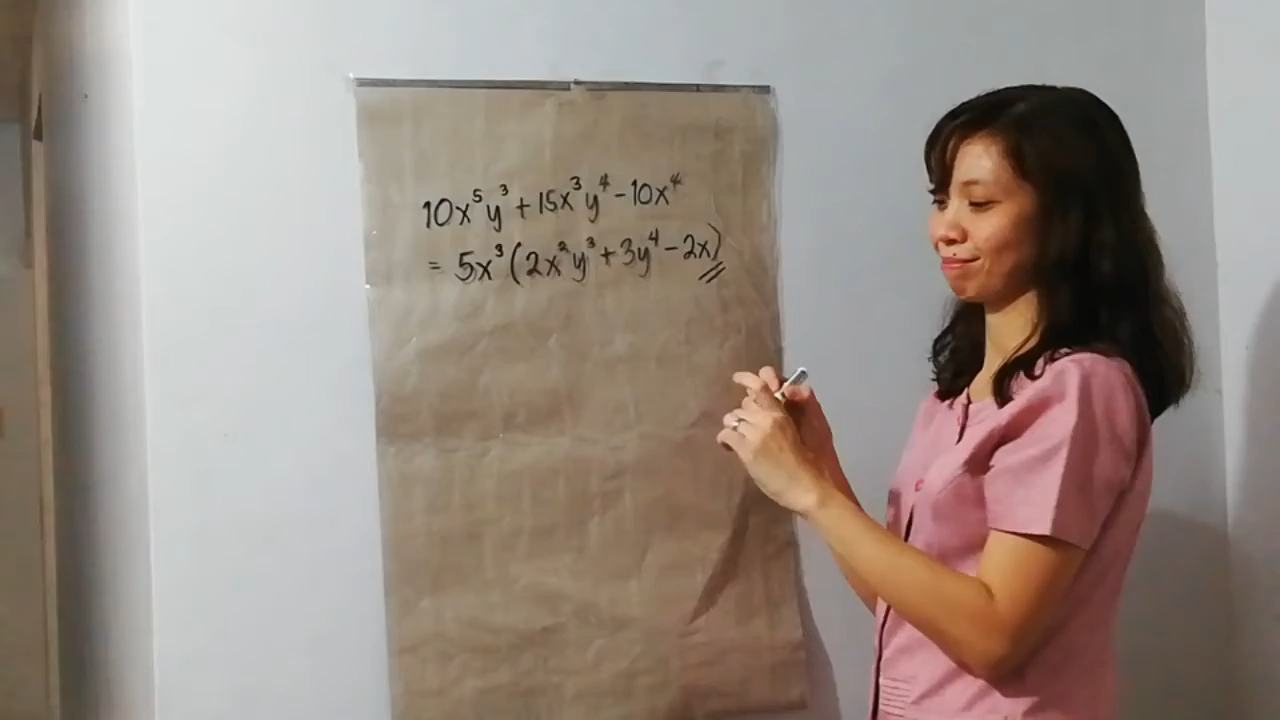 10x⁵y³ + 15x³y⁴ - 10x⁴
= 5x³(2x²y³ + 3y⁴ - 2x)